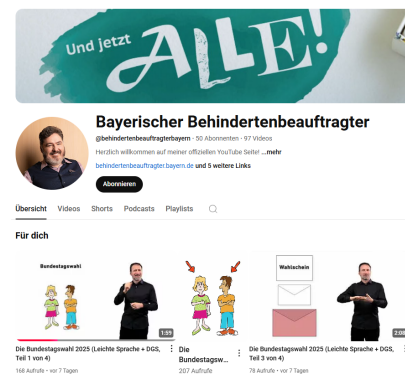 Und jetzt
ALLE!
Bayerischer Behindertenbeauftragter
@behindertenbeauftragterbayern · 50 Abonnenten · 97 Videos
Herzlich willkommen auf meiner offiziellen YouTube Seite! ...mehr
behindertenbeauftragter.bayern.de und 5 weitere Links
Abonnieren
Übersicht Videos Shorts Podcasts Playlists
Für dich
Bundestagswahl
1:59
Wahlschein
2:08
Die Bundestagswahl 2025 (Leichte Sprache + DGS,
Teil 1 von 4)
168 Aufrufe · vor 7 Tagen
Die
Bundestagsw...
207 Aufrufe
Die Bundestagswahl 2025 (Leichte Sprache + DGS,
Teil 3 von 4)
78 Aufrufe · vor 7 Tagen